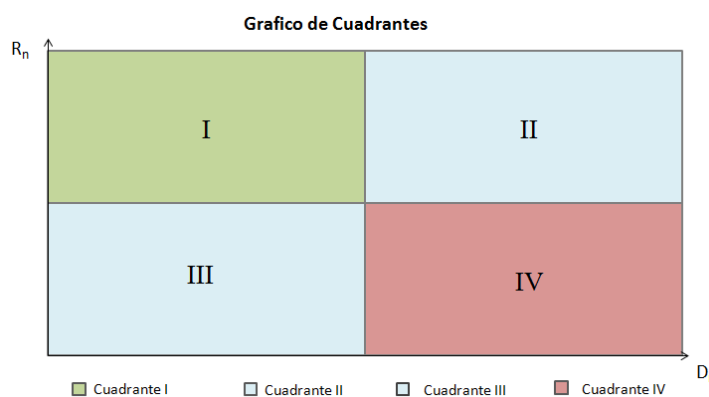 Grafico de Cuadrantes
Rn
I
II
III
IV
D
Cuadrante I
Cuadrante II
Cuadrante III
Cuadrante IV